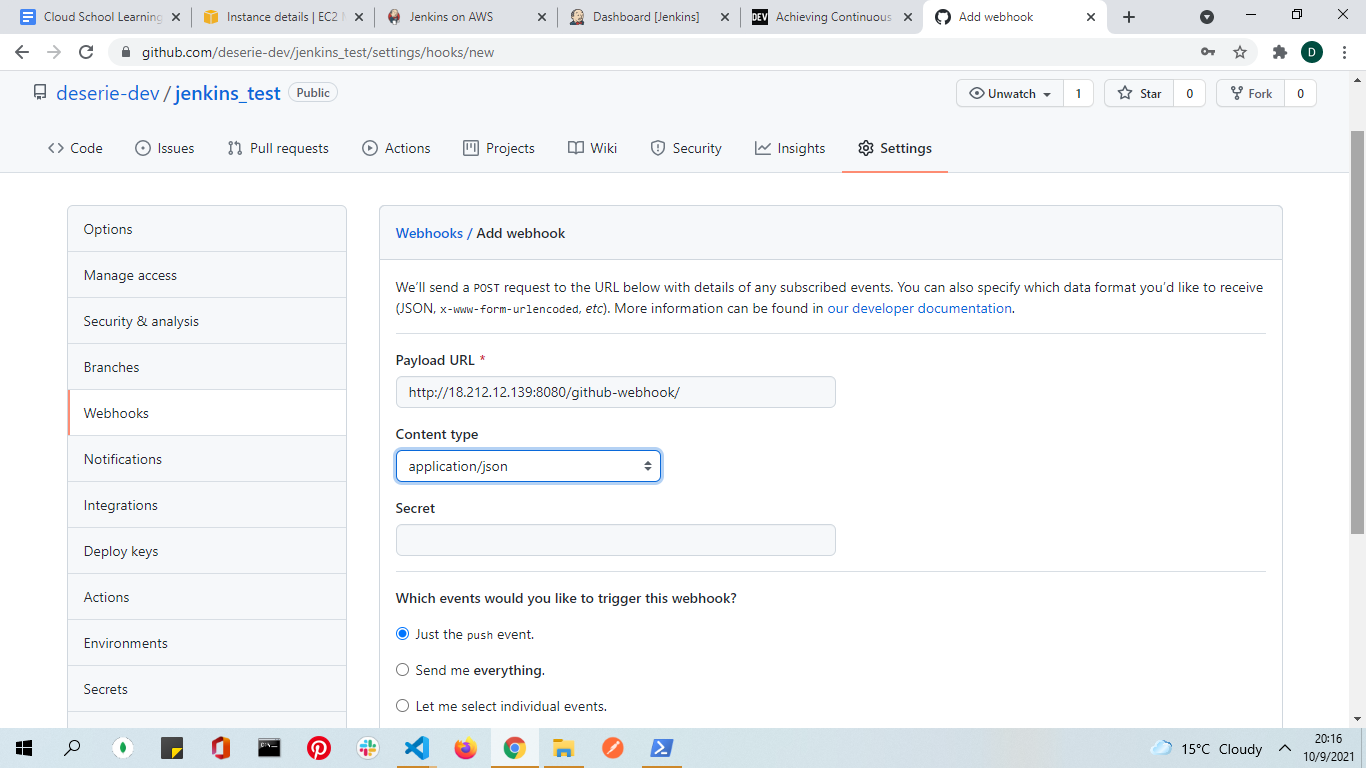 Cloud School Learning
Instance details | EC2 M
Jenkins on AWS
Dashboard [Jenkins]
DEV
Achieving Continuous
Add webhook
github.com/deserie-dev/jenkins_test/settings/hooks/new
D
deserie-dev / jenkins_test Public
Unwatch 1
Star 0
Fork 0
Code
Issues
Pull requests
Actions
Projects
Wiki
Security
Insights
Settings
Options
Manage access
Security & analysis
Branches
Webhooks
Notifications
Integrations
Deploy keys
Actions
Environments
Secrets
Webhooks / Add webhook
We'll send a POST request to the URL below with details of any subscribed events. You can also specify which data format you'd like to receive
(JSON, x-www-form-urlencoded, etc). More information can be found in our developer documentation.
Payload URL *
http://18.212.12.139:8080/github-webhook/
Content type
application/json
Secret
Which events would you like to trigger this webhook?
Just the push event.
Send me everything.
Let me select individual events.
15°C Cloudy
20:16
10/9/2021